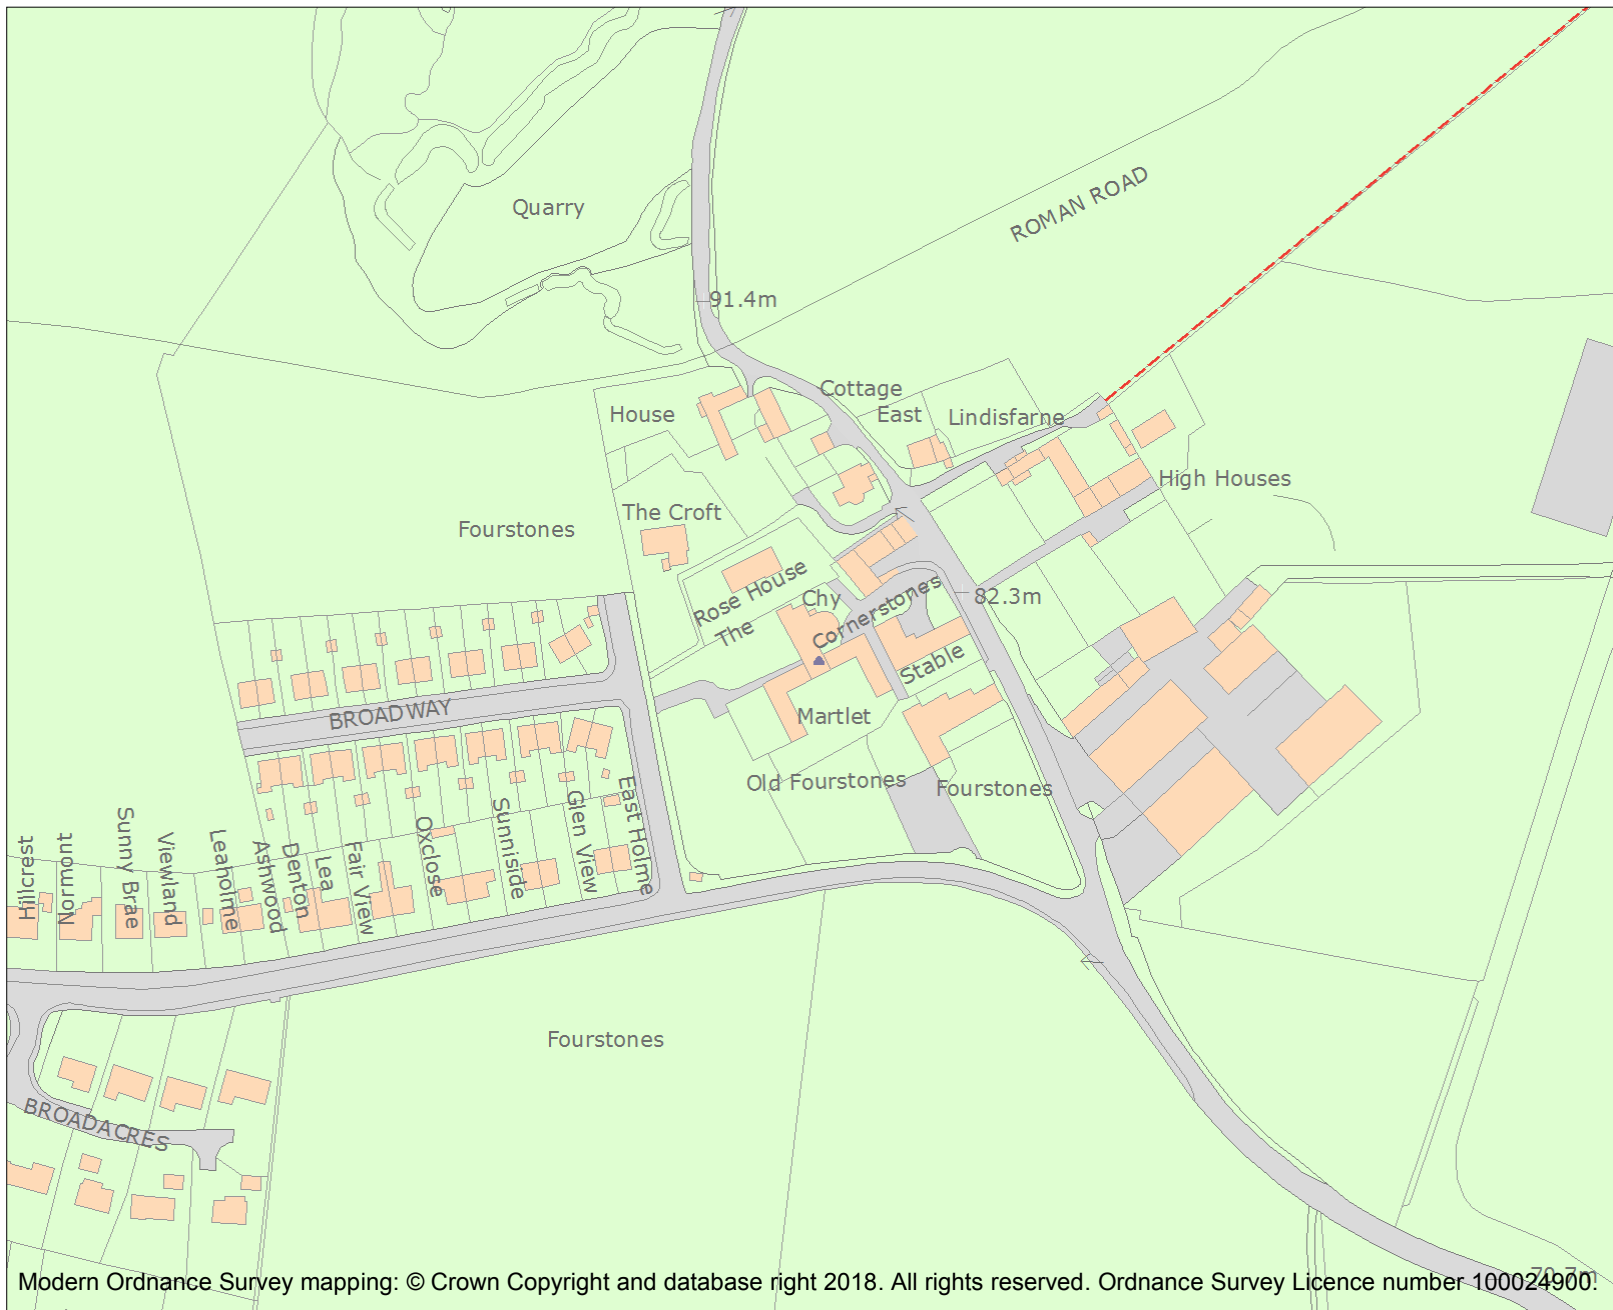 Quarry
ROMAN ROAD
91.4m
Cottage
House
East
Lindisfarne
High Houses
The Croft
Fourstones
Rose House
Chy
82.3m
The
Cornerstones
Stable
BROADWAY
Martlet
Old Fourstones
Fourstones
Hillcrest
Normont
Sunny Brae
Viewland
Leaholme
Ashwood
Denton
Lea
Fair View
Oxclose
Sunniside
Glen View
East Holme
Fourstones
BROADACRES
70.7m
Modern Ordnance Survey mapping: © Crown Copyright and database right 2018. All rights reserved. Ordnance Survey Licence number 100024900.